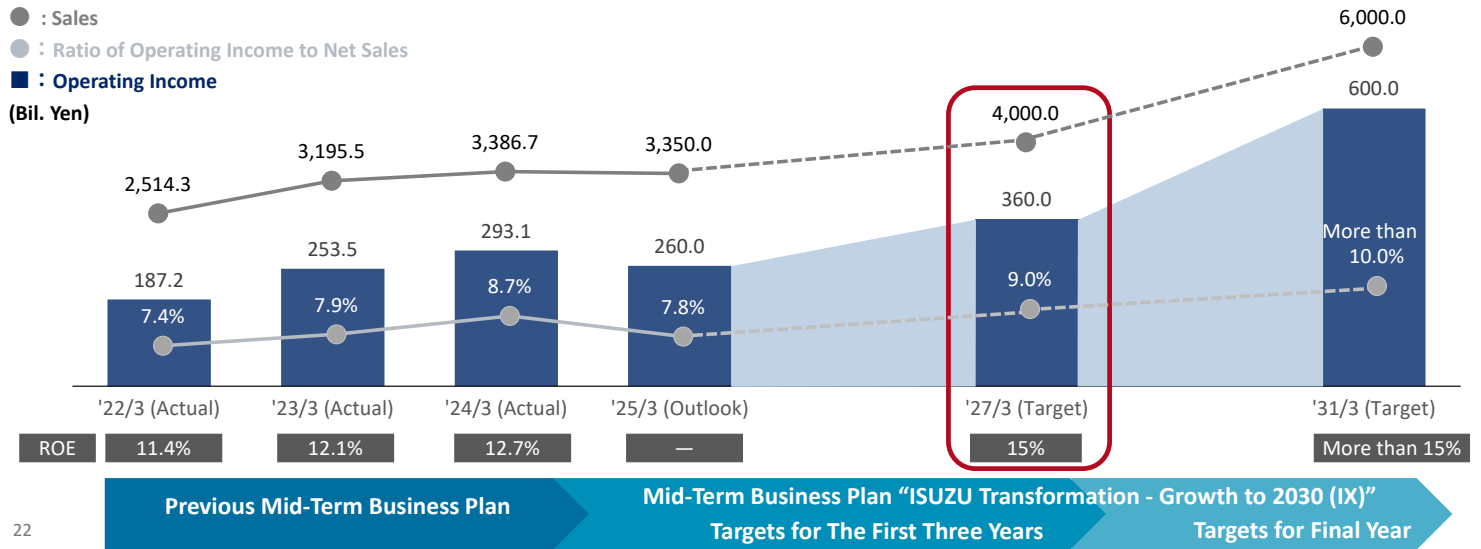 : Sales
: Ratio of Operating Income to Net Sales
: Operating Income
(Bil. Yen)
2,514.3
3,195.5
3,386.7
3,350.0
4,000.0
6,000.0
187.2
253.5
293.1
260.0
360.0
600.0
7.4%
7.9%
8.7%
7.8%
9.0%
More than
10.0%
'22/3 (Actual)
'23/3 (Actual)
'24/3 (Actual)
'25/3 (Outlook)
'27/3 (Target)
'31/3 (Target)
ROE
11.4%
12.1%
12.7%
—
15%
More than 15%
Previous Mid-Term Business Plan
Mid-Term Business Plan “ISUZU Transformation - Growth to 2030 (IX)”
Targets for The First Three Years
Targets for Final Year
22